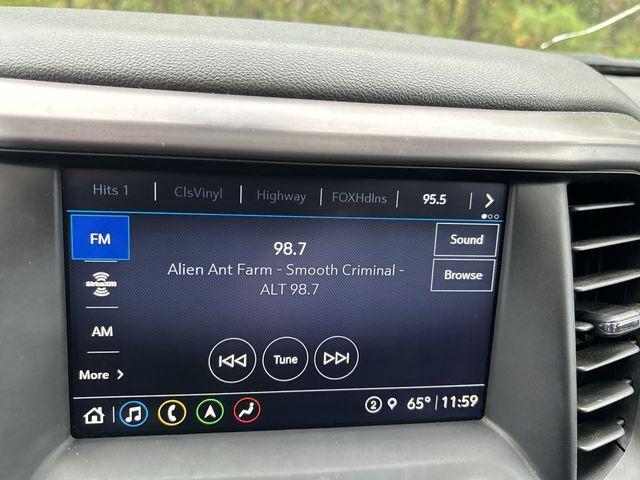 Hits 1 | ClsVinyl | Highway | FOXHdlns | 95.5 | >
FM
98.7
Sound
Alien Ant Farm - Smooth Criminal -
ALT 98.7
Browse
SiriusXM
AM
Tune
More >
2 65° | 11:59